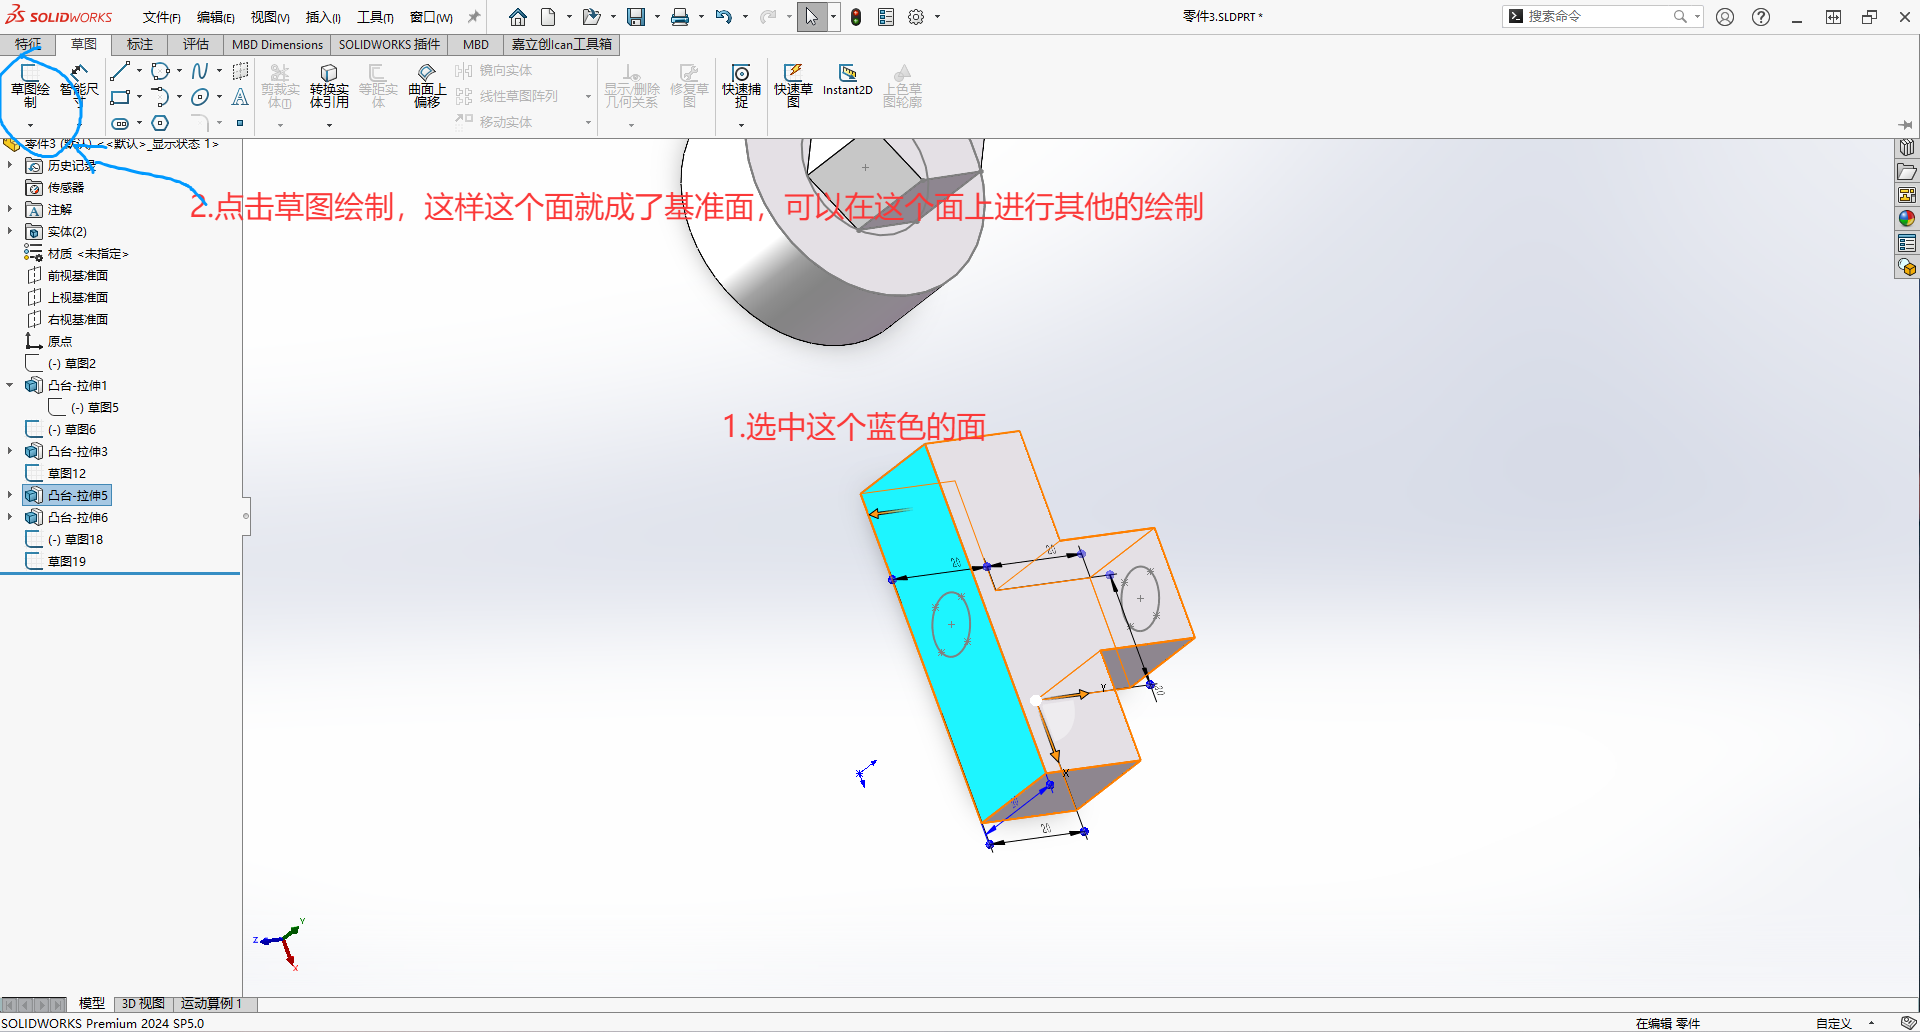 SOLIDWORKS 文件(F) 编辑(E) 视图(V) 插入(I) 工具(T) 窗口(W) 零件3.SLDPRT * 搜索命令
特征 草图 标注 评估 MBD Dimensions SOLIDWORKS 插件 MBD 嘉立创Ican工具箱
草图绘制 智能尺寸 剪裁实体(I) 转换实体引用 等距实体 曲面上偏移 镜向实体 线性草图阵列 移动实体 显示/删除几何关系 修复草图 快速捕捉 快速草图 Instant2D 上色草图轮廓
零件3 (默认) <<默认>_显示状态 1>
历史记录
传感器
注解
实体(2)
材质 <未指定>
前视基准面
上视基准面
右视基准面
原点
(-) 草图2
凸台-拉伸1
(-) 草图5
(-) 草图6
凸台-拉伸3
草图12
凸台-拉伸5
凸台-拉伸6
(-) 草图18
草图19
2.点击草图绘制，这样这个面就成了基准面，可以在这个面上进行其他的绘制
1.选中这个蓝色的面
20
20
Y
20
X
20
Y
Z
X
模型 3D 视图 运动算例 1
SOLIDWORKS Premium 2024 SP5.0 在编辑 零件 自定义